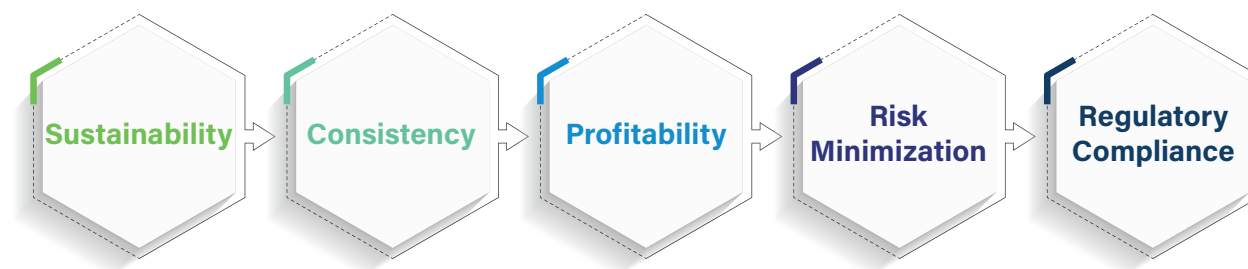 Sustainability
Consistency
Profitability
Risk
Minimization
Regulatory
Compliance